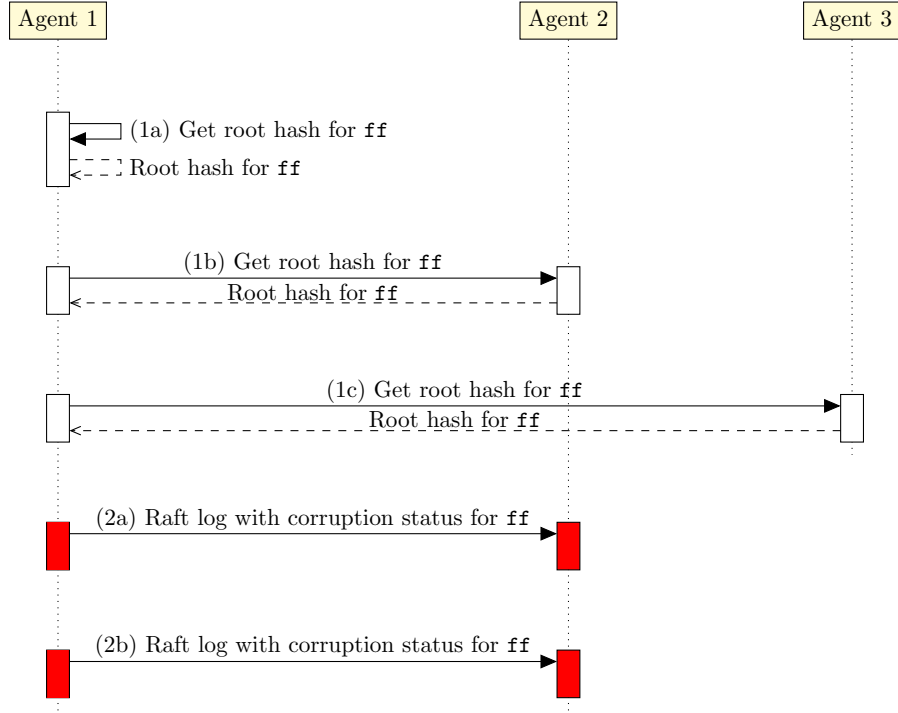 Agent 1
Agent 2
Agent 3
(1a) Get root hash for ff
Root hash for ff
(1b) Get root hash for ff
Root hash for ff
(1c) Get root hash for ff
Root hash for ff
(2a) Raft log with corruption status for ff
(2b) Raft log with corruption status for ff